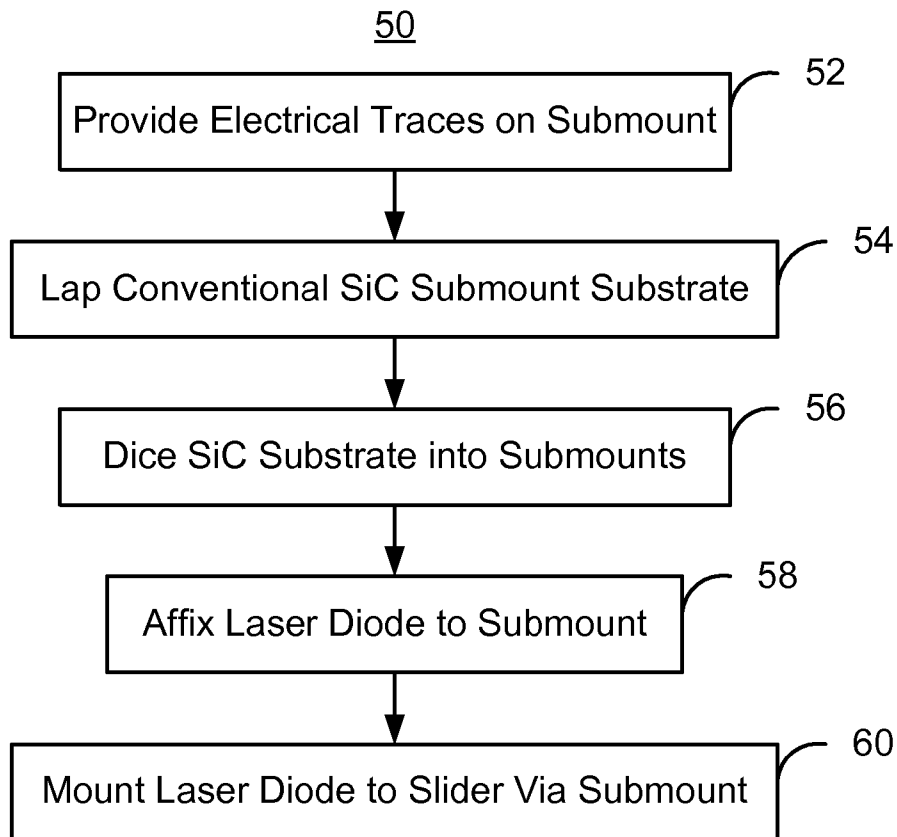 50
52
Provide Electrical Traces on Submount
54
Lap Conventional SiC Submount Substrate
56
Dice SiC Substrate into Submounts
58
Affix Laser Diode to Submount
60
Mount Laser Diode to Slider Via Submount